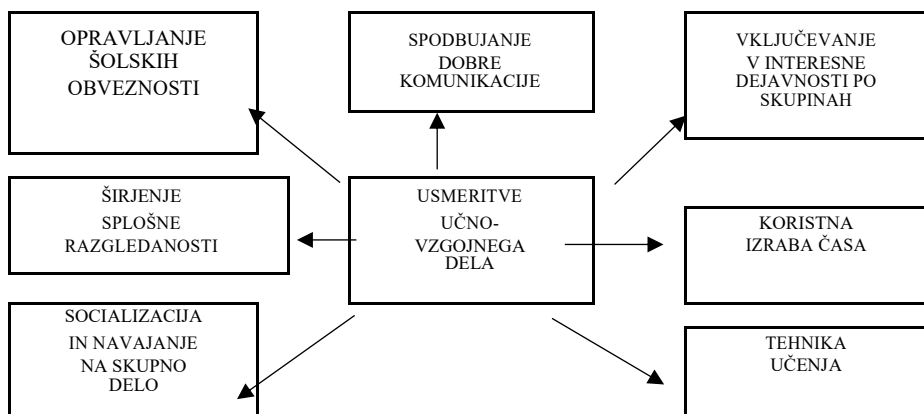 OPRAVLJANJE
ŠOLSKIH
OBVEZNOSTI
SPODBUJANJE
DOBRE
KOMUNIKACIJE
VKLJUČEVANJE
V INTERESNE
DEJAVNOSTI PO
SKUPINAH
ŠIRJENJE
SPLOŠNE
RAZGLEDANOSTI
USMERITVE
UČNO-
VZGOJNEGA
DELA
KORISTNA
IZRABA ČASA
SOCIALIZACIJA
IN NAVAJANJE
NA SKUPNO
DELO
TEHNIKA
UČENJA